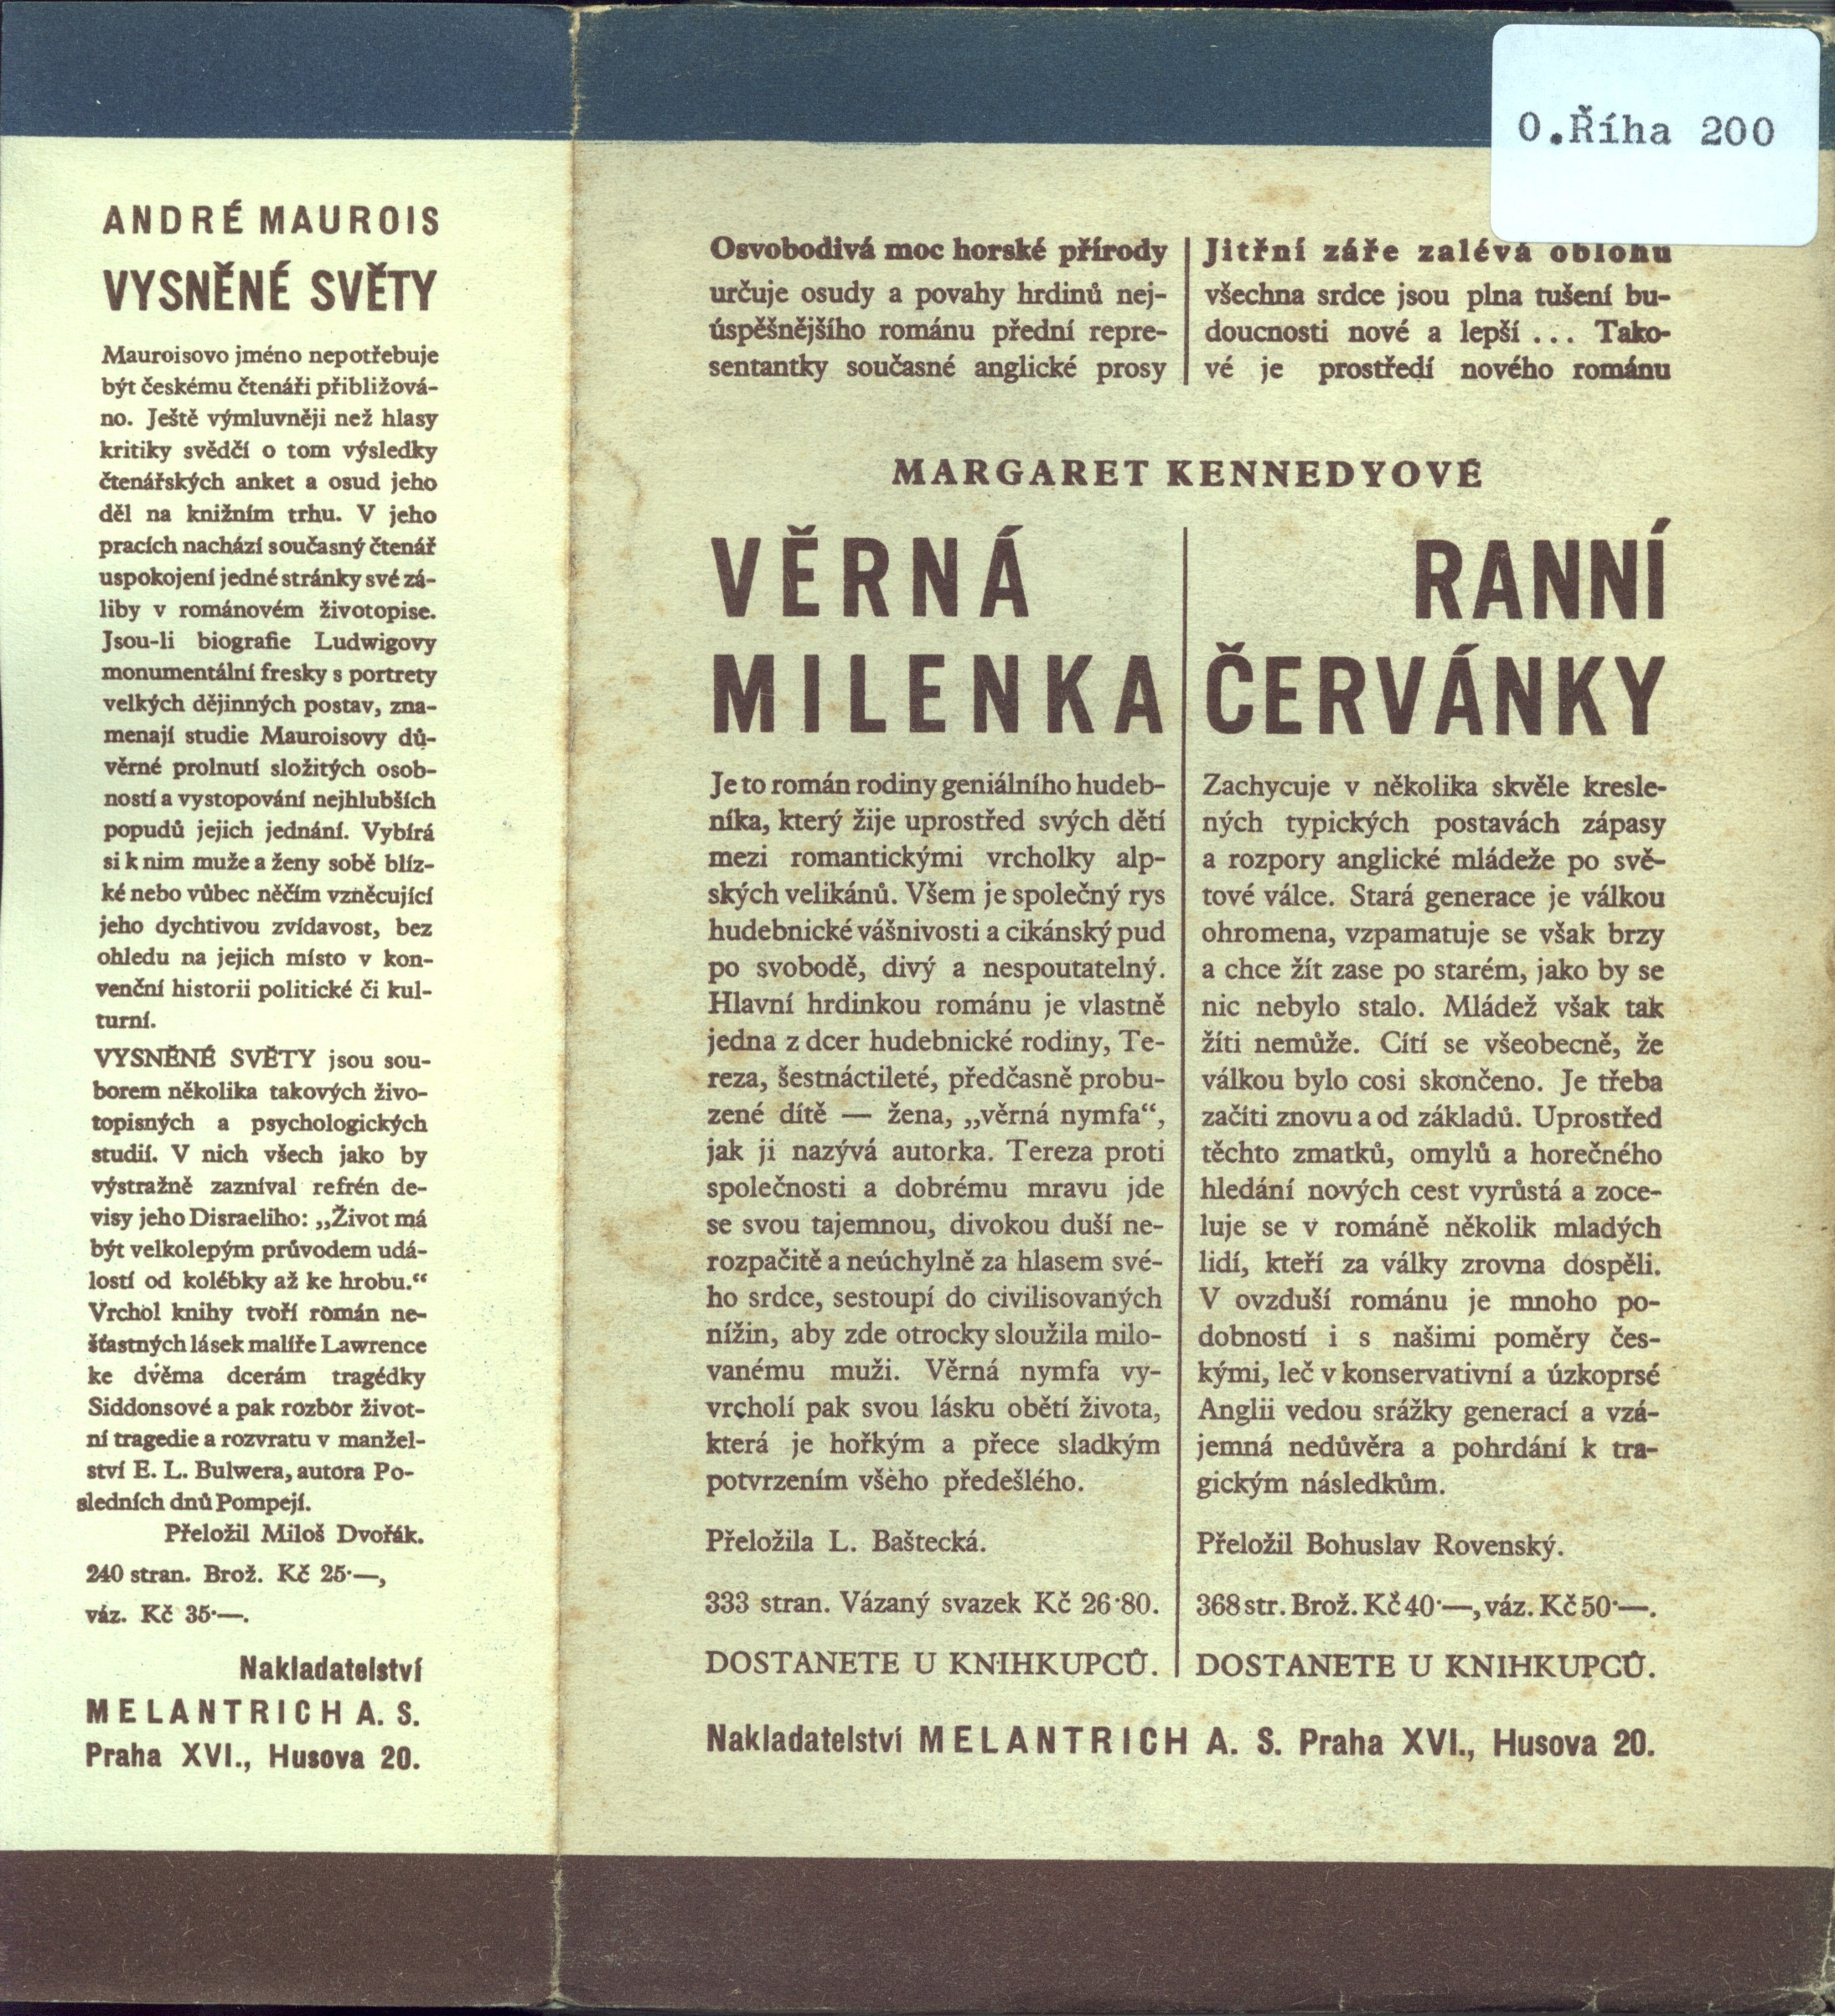 ANDRÉ MAUROIS
VYSNĚNÉ SVĚTY
Mauroisovo jméno nepotřebuje
být českému čtenáři přibližová-
no. Ještě výmluvněji než hlasy
kritiky svědčí o tom výsledky
čtenářských anket a osud jeho
děl na knižním trhu. V jeho
pracích nachází současný čtenář
uspokojení jedné stránky své zá-
liby v románovém životopise.
Jsou-li biografie Ludwigovy
monumentální fresky s portrety
velkých dějinných postav, zna-
menají studie Mauroisovy dů-
věrné prolnutí složitých osob-
ností a vystopování nejhlubších
popudů jejich jednání. Vybírá
si k nim muže a ženy sobě blíz-
ké nebo vůbec něčím vzněcující
jeho dychtivou zvídavost, bez
ohledu na jejich místo v kon-
venční historii politické či kul-
turní.
VYSNĚNÉ SVĚTY jsou sou-
borem několika takových živo-
topisných a psychologických
studií. V nich všech jako by
výstražně zazníval refrén de-
visy jeho Disraeliho: „Život má
být velkolepým průvodem udá-
lostí od kolébky až ke hrobu.“
Vrchol knihy tvoří román ne-
šťastných lásek malíře Lawrence
ke dvěma dcerám tragédky
Siddonsové a pak rozbor život-
ní tragedie a rozvratu v manžel-
ství E. L. Bulwera, autora Po-
sledních dnů Pompejí.
Přeložil Miloš Dvořák.
240 stran. Brož. Kč 25·—,
váz. Kč 35·—.
Nakladatelství
MELANTRICH A. S.
Praha XVI., Husova 20.
O.Říha 200
Osvobodivá moc horské přírody
určuje osudy a povahy hrdinů nej-
úspěšnějšího románu přední repre-
sentantky současné anglické prosy
Jitřní záře zalévá oblohu
všechna srdce jsou plna tušení bu-
doucnosti nové a lepší ... Tako-
vé je prostředí nového románu
MARGARET KENNEDYOVÉ
VĚRNÁ
MILENKA
Je to román rodiny geniálního hudeb-
níka, který žije uprostřed svých dětí
mezi romantickými vrcholky alp-
ských velikánů. Všem je společný rys
hudebnické vášnivosti a cikánský pud
po svobodě, divý a nespoutatelný.
Hlavní hrdinkou románu je vlastně
jedna z dcer hudebnické rodiny, Te-
reza, šestnáctileté, předčasně probu-
zené dítě — žena, „věrná nymfa“,
jak ji nazývá autorka. Tereza proti
společnosti a dobrému mravu jde
se svou tajemnou, divokou duší ne-
rozpačitě a neúchylně za hlasem své-
ho srdce, sestoupí do civilisovaných
nížin, aby zde otrocky sloužila milo-
vanému muži. Věrná nymfa vy-
vrcholí pak svou lásku obětí života,
která je hořkým a přece sladkým
potvrzením všeho předešlého.
Přeložila L. Baštecká.
333 stran. Vázaný svazek Kč 26·80.
DOSTANETE U KNIHKUPCŮ.
RANNÍ
ČERVÁNKY
Zachycuje v několika skvěle kresle-
ných typických postavách zápasy
a rozpory anglické mládeže po svě-
tové válce. Stará generace je válkou
ohromena, vzpamatuje se však brzy
a chce žít zase po starém, jako by se
nic nebylo stalo. Mládež však tak
žíti nemůže. Cítí se všeobecně, že
válkou bylo cosi skončeno. Je třeba
začíti znovu a od základů. Uprostřed
těchto zmatků, omylů a horečného
hledání nových cest vyrůstá a zoce-
luje se v románě několik mladých
lidí, kteří za války zrovna dospěli.
V ovzduší románu je mnoho po-
dobností i s našimi poměry čes-
kými, leč v konservativní a úzkoprsé
Anglii vedou srážky generací a vzá-
jemná nedůvěra a pohrdání k tra-
gickým následkům.
Přeložil Bohuslav Rovenský.
368 str. Brož. Kč 40·—, váz. Kč 50·—.
DOSTANETE U KNIHKUPCŮ.
Nakladatelství MELANTRICH A. S. Praha XVI., Husova 20.